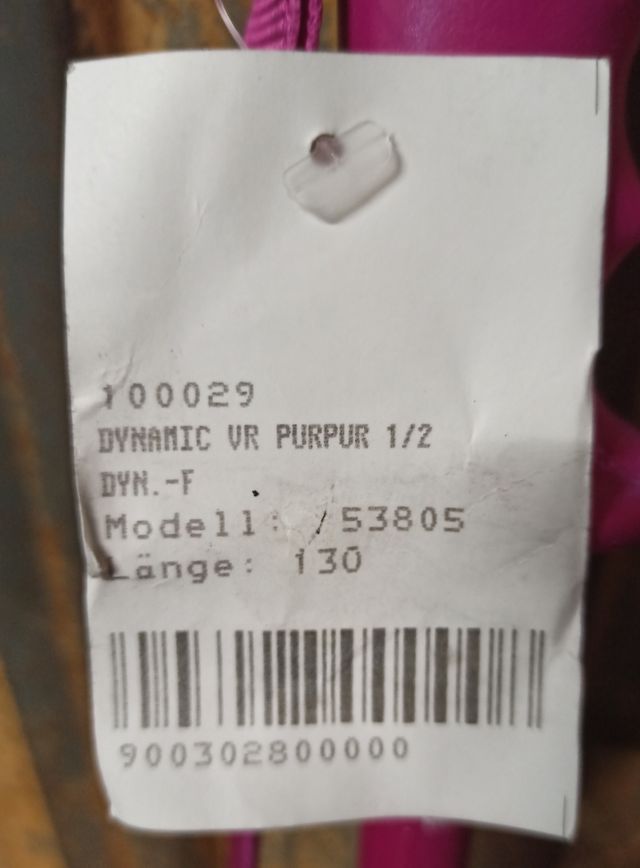 100029
DYNAMIC VR PURPUR 1/2
DYN.-F
Modell: /53805
Länge: 130
900302800000